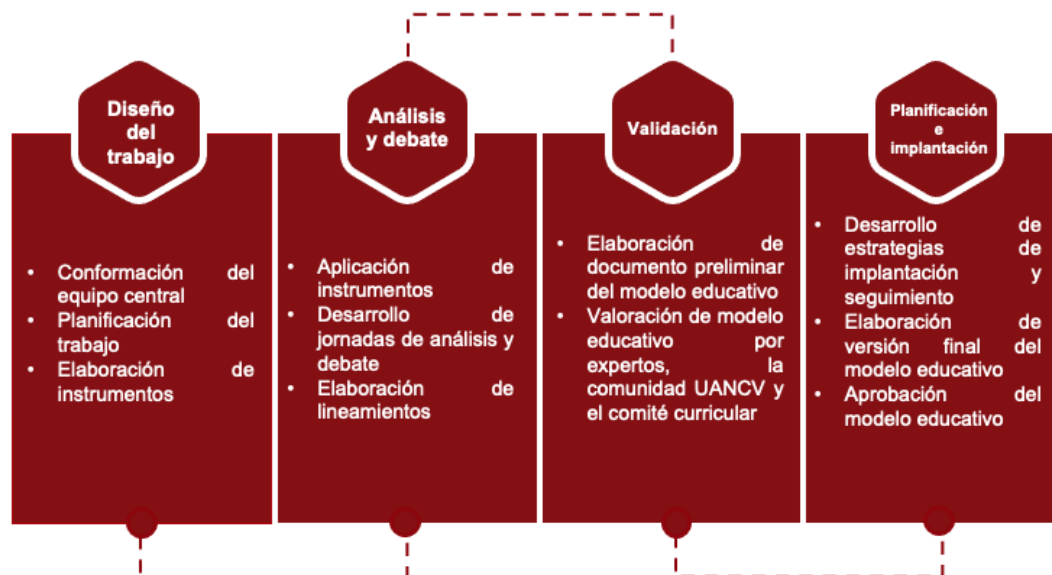 Diseño
del
trabajo
• Conformación del
equipo central
• Planificación del
trabajo
• Elaboración de
instrumentos
Análisis
y debate
• Aplicación de
instrumentos
• Desarrollo de
jornadas de análisis y
debate
• Elaboración de
lineamientos
Validación
• Elaboración de
documento preliminar
del modelo educativo
• Valoración de modelo
educativo por
expertos, la
comunidad UANCV y
el comité curricular
Planificación
e
implantación
• Desarrollo de
estrategias de
implantación y
seguimiento
• Elaboración de
versión final del
modelo educativo
• Aprobación del
modelo educativo